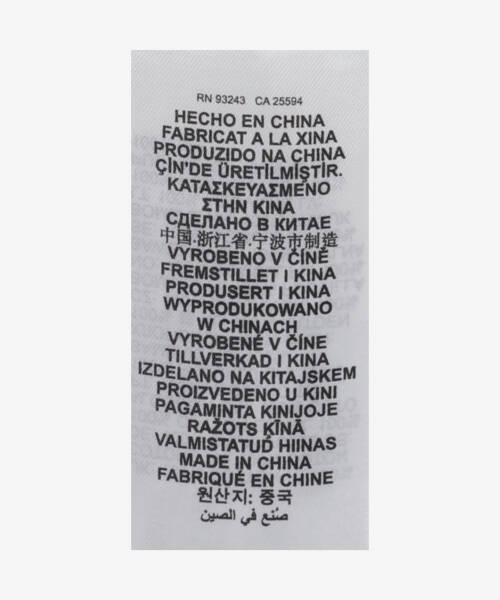 RN 93243 CA 25594
HECHO EN CHINA
FABRICAT A LA XINA
PRODUZIDO NA CHINA
ÇİN'DE ÜRETİLMİŞTİR.
ΚΑΤΑΣΚΕΥΑΣΜΕΝΟ
ΣΤΗΝ ΚΙΝΑ
СДЕЛАНО В КИТАЕ
中国·浙江省·宁波市制造
VYROBENO V ČÍNĚ
FREMSTILLET I KINA
PRODUSERT I KINA
WYPRODUKOWANO
W CHINACH
VYROBENÉ V ČÍNE
TILLVERKAD I KINA
IZDELANO NA KITAJSKEM
PROIZVEDENO U KINI
PAGAMINTA KINIJOJE
RAŽOTS ĶĪNĀ
VALMISTATUD HIINAS
MADE IN CHINA
FABRIQUÉ EN CHINE
원산지: 중국
صُنع في الصين